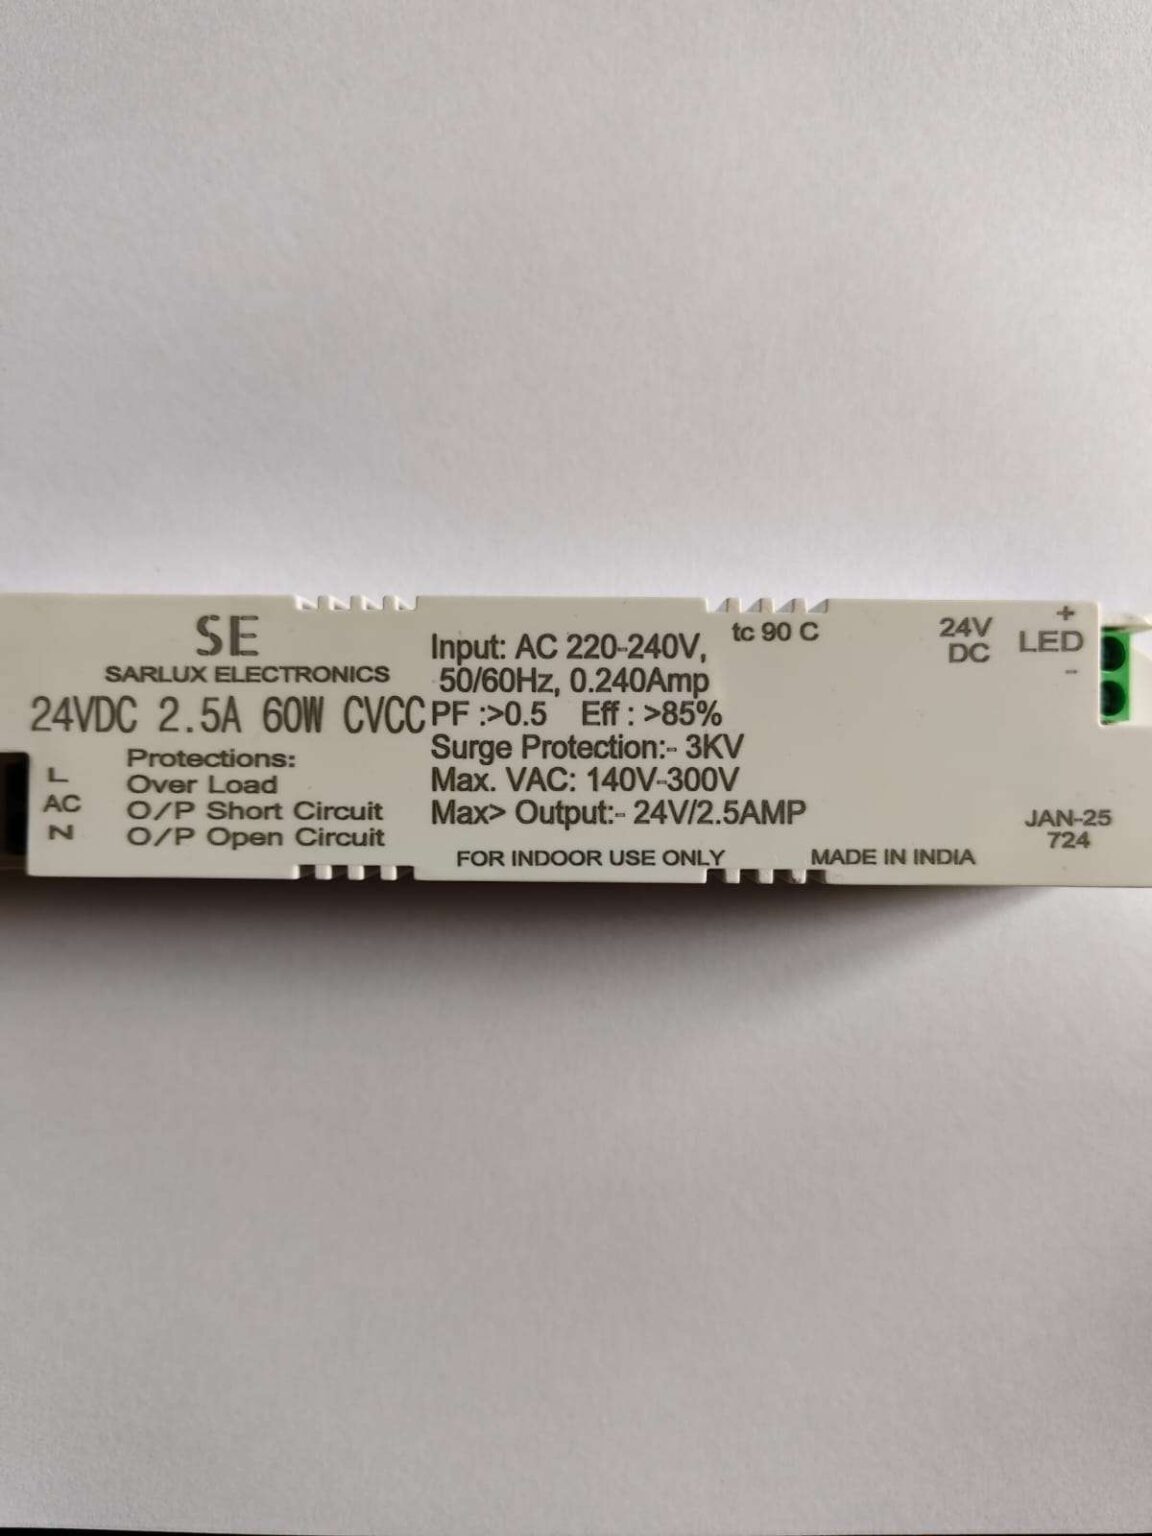 SE
SARLUX ELECTRONICS
24VDC 2.5A 60W CVCC
L
AC
N
Protections:
Over Load
O/P Short Circuit
O/P Open Circuit
Input: AC 220-240V,
50/60Hz, 0.240Amp
PF :>0.5 Eff : >85%
Surge Protection:- 3KV
Max. VAC: 140V-300V
Max> Output:- 24V/2.5AMP
FOR INDOOR USE ONLY
tc 90 C
MADE IN INDIA
24V
DC
+
LED
-
JAN-25
724